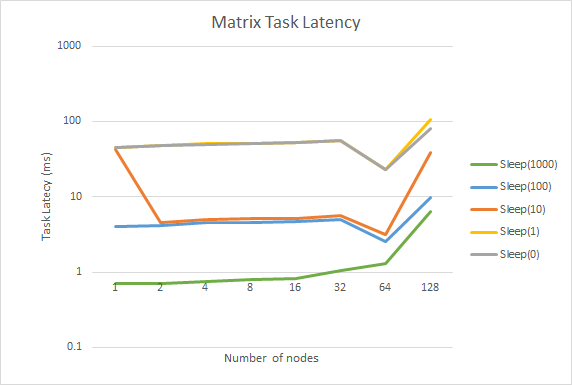 Matrix Task Latency
1000
100
10
1
0.1
Task Latecy (ms)
1 2 4 8 16 32 64 128
Number of nodes
Sleep(1000)
Sleep(100)
Sleep(10)
Sleep(1)
Sleep(0)